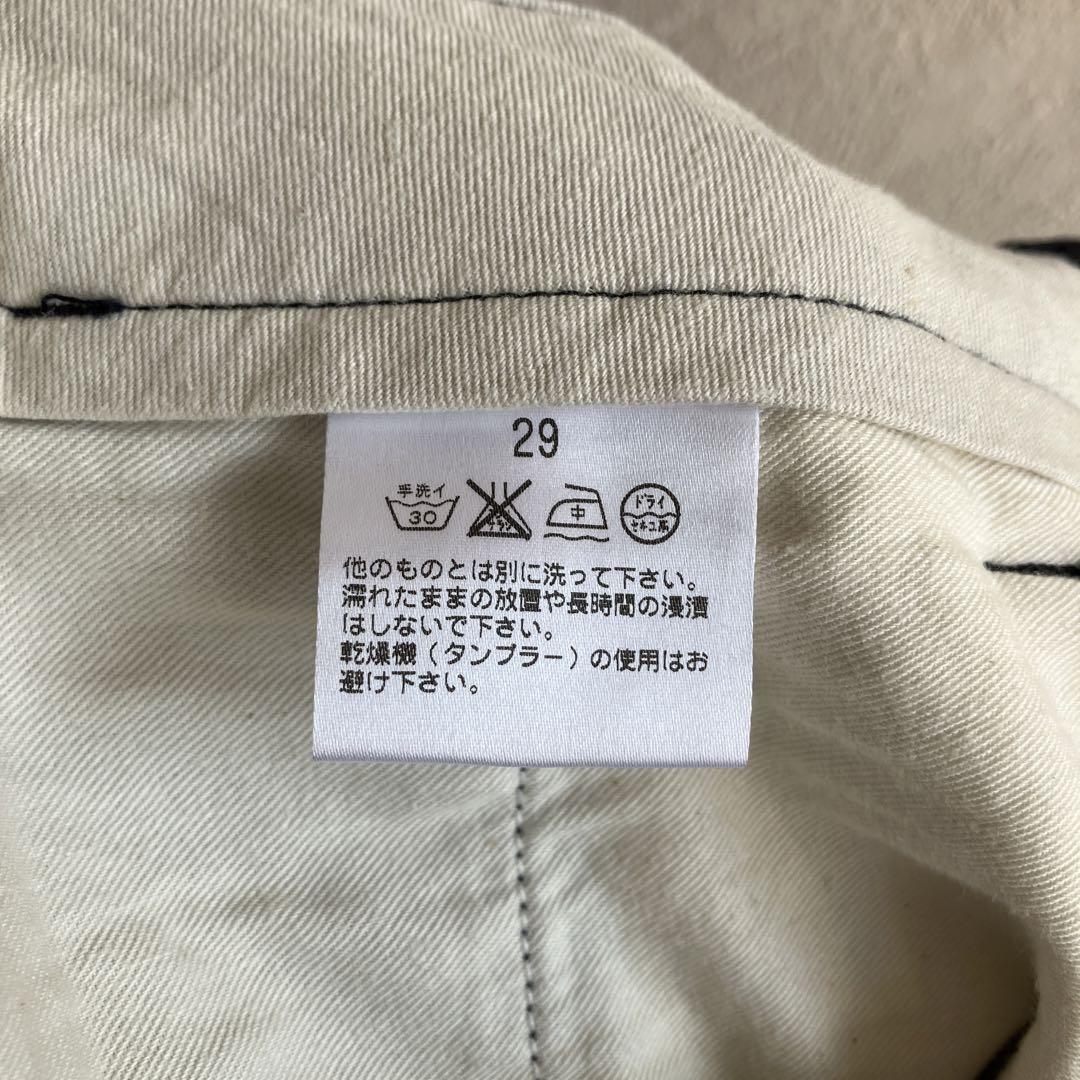 29
手洗イ
30
中
ドライ
セキユ系
他のものとは別に洗って下さい。
濡れたままの放置や長時間の浸漬
はしないで下さい。
乾燥機（タンブラー）の使用はお
避け下さい。